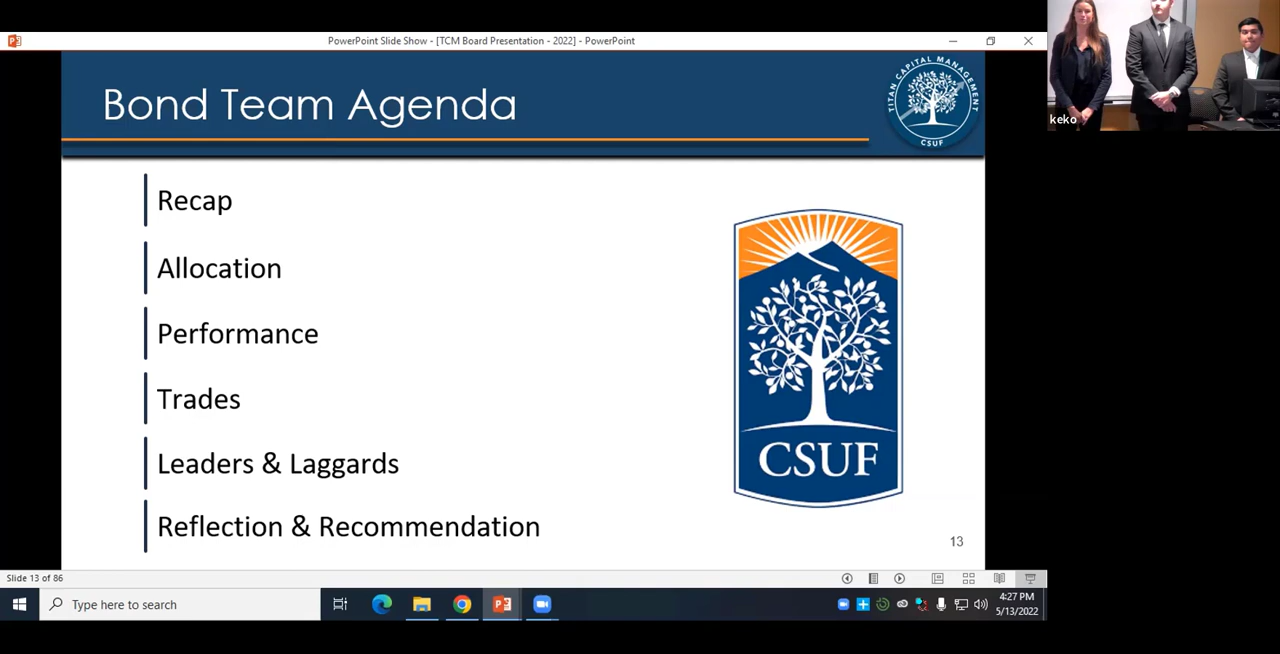 PowerPoint Slide Show - [TCM Board Presentation - 2022] - PowerPoint
Bond Team Agenda
TITAN CAPITAL MANAGEMENT
CSUF
keko
Recap
Allocation
Performance
Trades
Leaders & Laggards
Reflection & Recommendation
CSUF
13
Slide 13 of 86
Type here to search
4:27 PM
5/13/2022